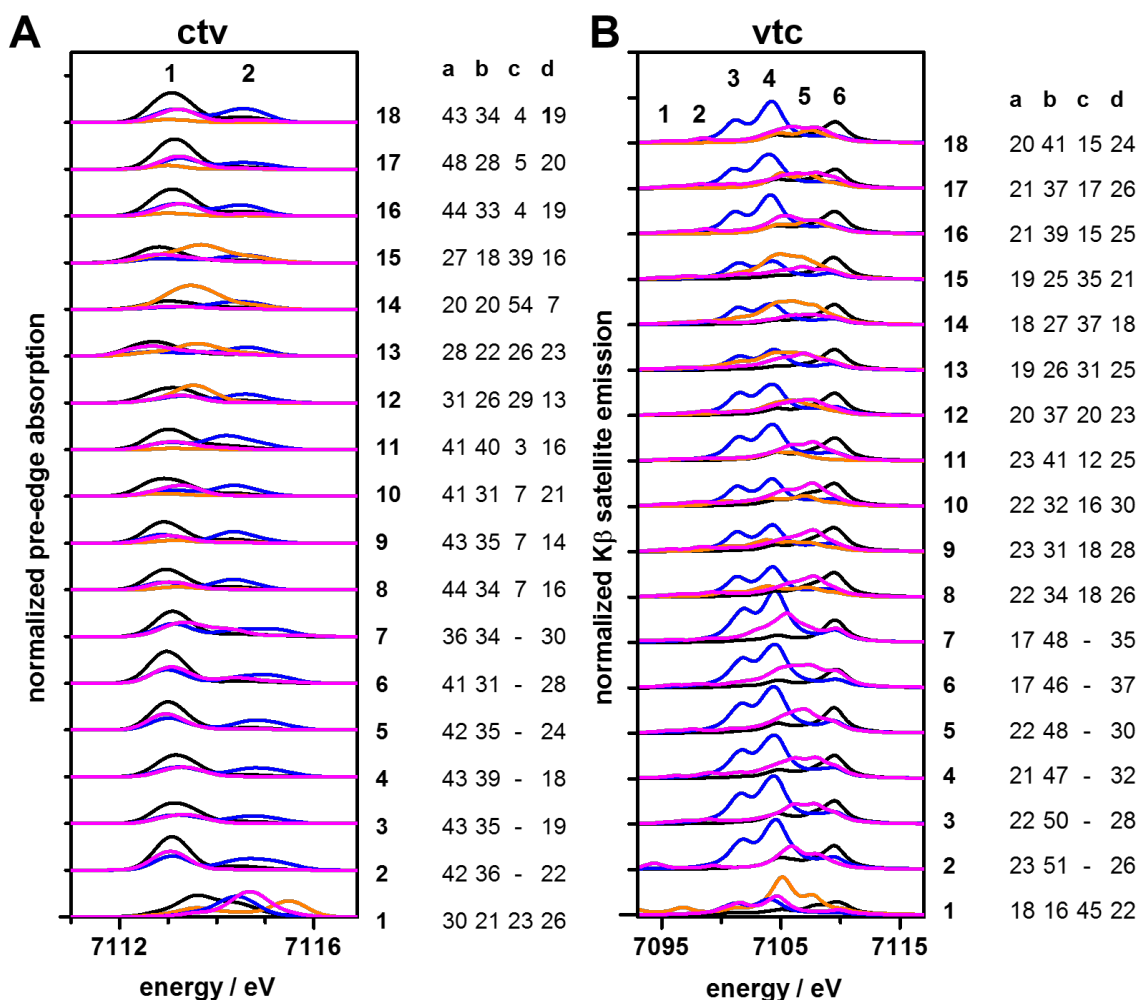 A ctv
normalized pre-edge absorption
1 2
a b c d
18 43 34 4 19
17 48 28 5 20
16 44 33 4 19
15 27 18 39 16
14 20 20 54 7
13 28 22 26 23
12 31 26 29 13
11 41 40 3 16
10 41 31 7 21
9 43 35 7 14
8 44 34 7 16
7 36 34 - 30
6 41 31 - 28
5 42 35 - 24
4 43 39 - 18
3 43 35 - 19
2 42 36 - 22
1 30 21 23 26
7112 7116
energy / eV
B vtc
normalized Kβ satellite emission
1 2 3 4 5 6
a b c d
18 20 41 15 24
17 21 37 17 26
16 21 39 15 25
15 19 25 35 21
14 18 27 37 18
13 19 26 31 25
12 20 37 20 23
11 23 41 12 25
10 22 32 16 30
9 23 31 18 28
8 22 34 18 26
7 17 48 - 35
6 17 46 - 37
5 22 48 - 30
4 21 47 - 32
3 22 50 - 28
2 23 51 - 26
1 18 16 45 22
7095 7105 7115
energy / eV